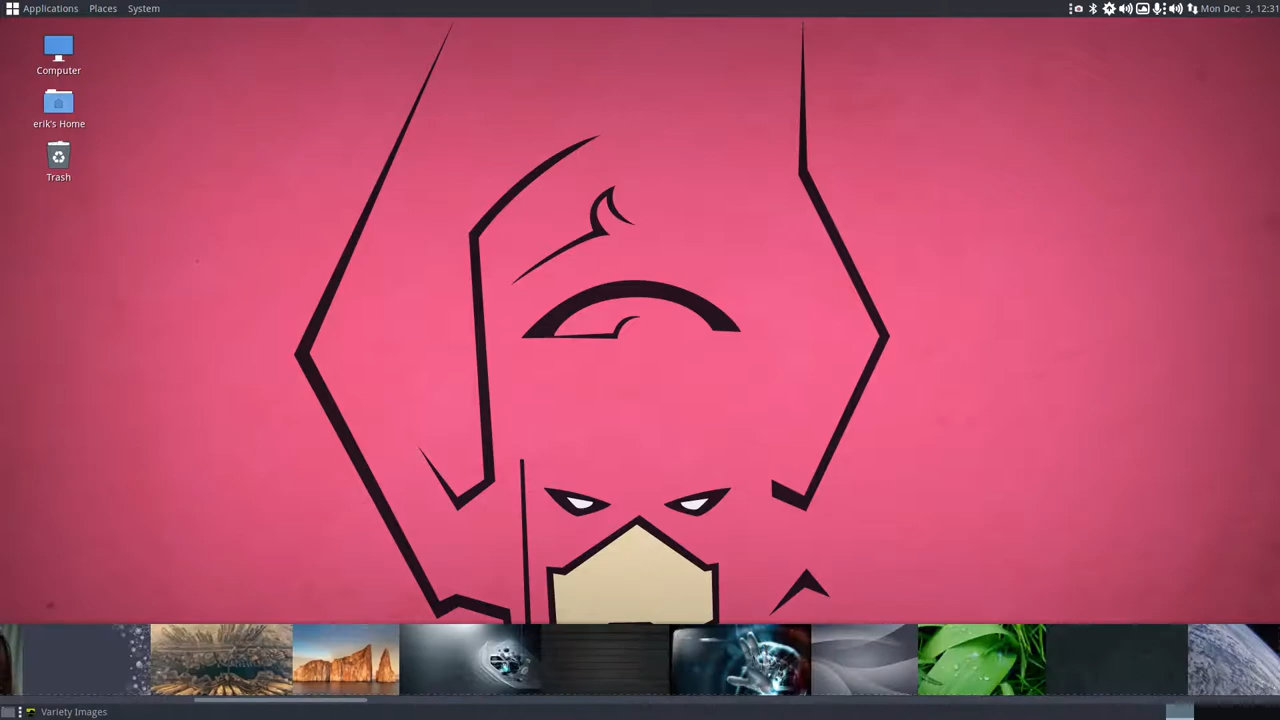 Applications Places System Mon Dec 3, 12:31
Computer
erik's Home
Trash
Variety Images